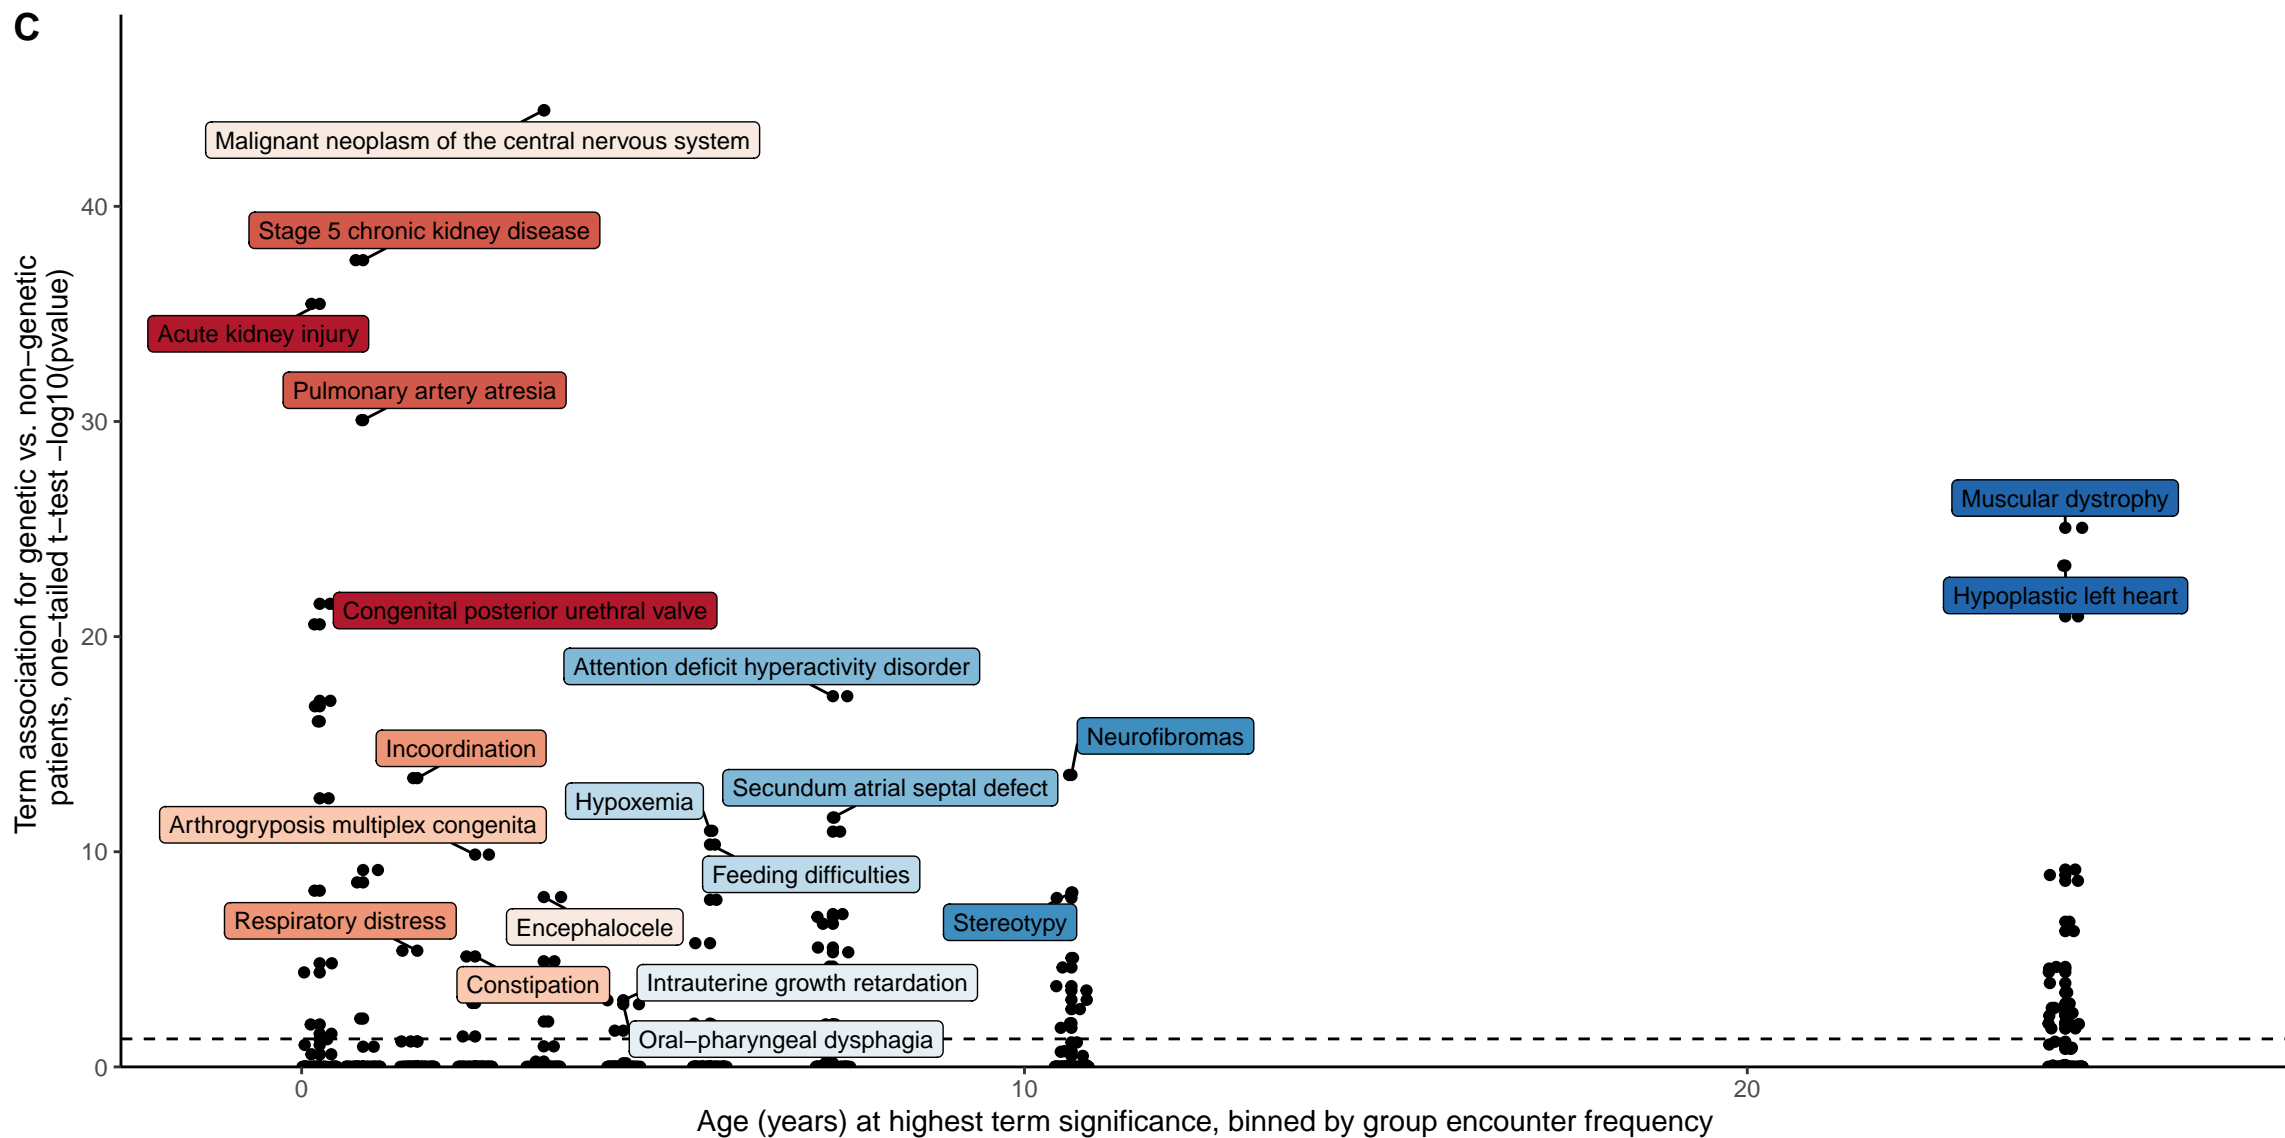 C
Malignant neoplasm of the central nervous system
40
Stage 5 chronic kidney disease
Acute kidney injury
Pulmonary artery atresia
30
Muscular dystrophy
Hypoplastic left heart
Congenital posterior urethral valve
20
Attention deficit hyperactivity disorder
Neurofibromas
Incoordination
Secundum atrial septal defect
Hypoxemia
Arthrogryposis multiplex congenita
10
Feeding difficulties
Respiratory distress
Stereotypy
Encephalocele
Constipation
Intrauterine growth retardation
Oral−pharyngeal dysphagia
0
0
10
20
Age (years) at highest term significance, binned by group encounter frequency
Term association for genetic vs. non−genetic
patients, one−tailed t−test −log10(pvalue)